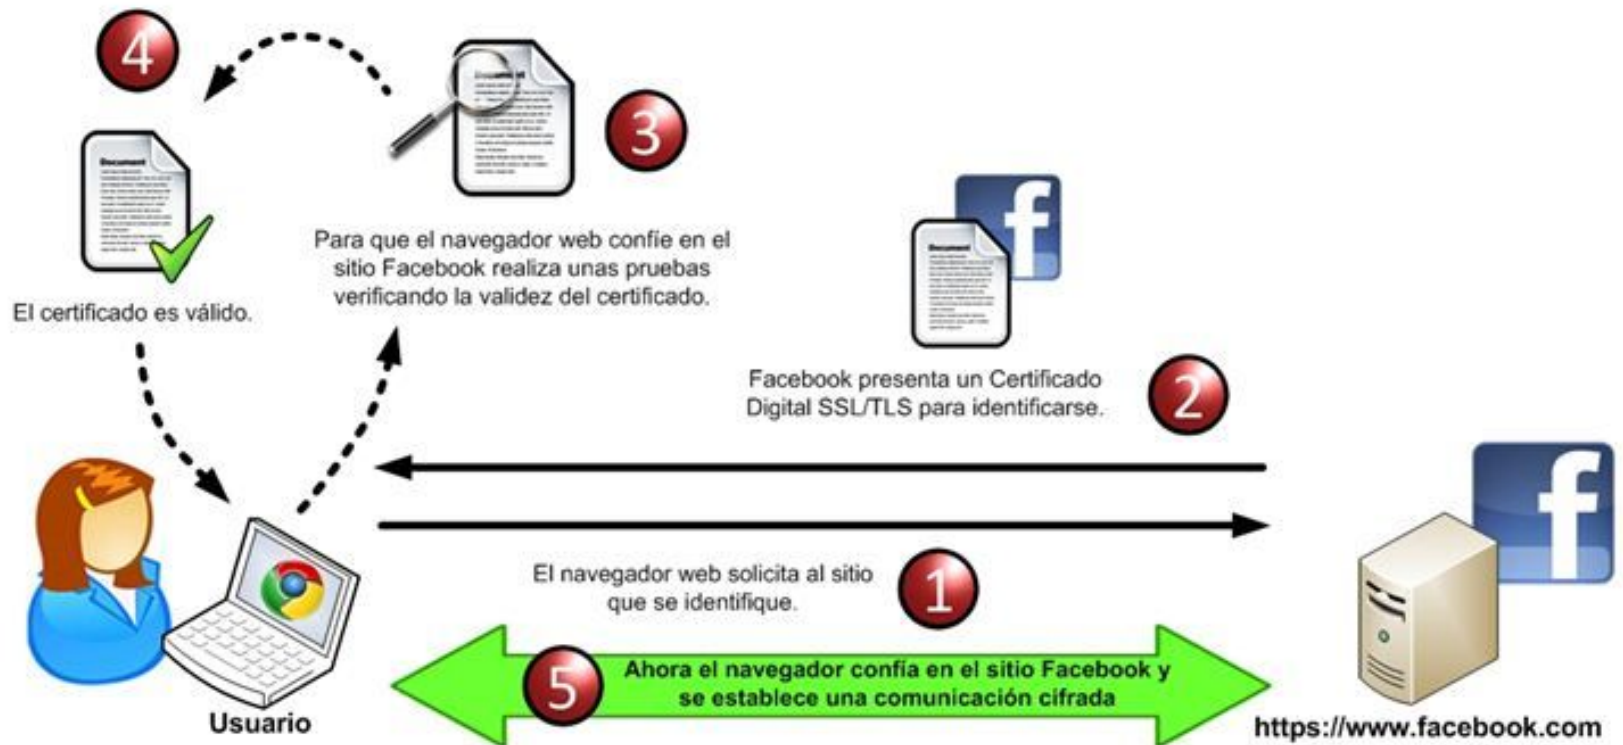 4
Document
3
Document
Para que el navegador web confíe en el
sitio Facebook realiza unas pruebas
verificando la validez del certificado.
El certificado es válido.
f
Document
Facebook presenta un Certificado
Digital SSL/TLS para identificarse.
2
f
El navegador web solicita al sitio
que se identifique.
1
5
Ahora el navegador confía en el sitio Facebook y
se establece una comunicación cifrada
Usuario
https://www.facebook.com